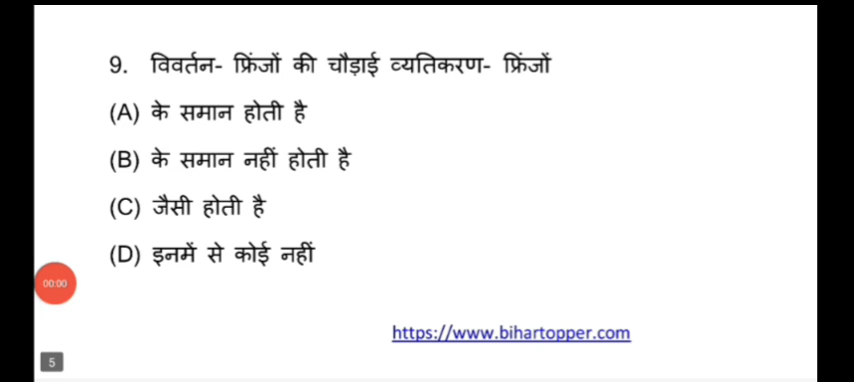 9. विवर्तन- फ्रिंजों की चौड़ाई व्यतिकरण- फ्रिंजों
(A) के समान होती है
(B) के समान नहीं होती है
(C) जैसी होती है
(D) इनमें से कोई नहीं
00:00
https://www.bihartopper.com
5